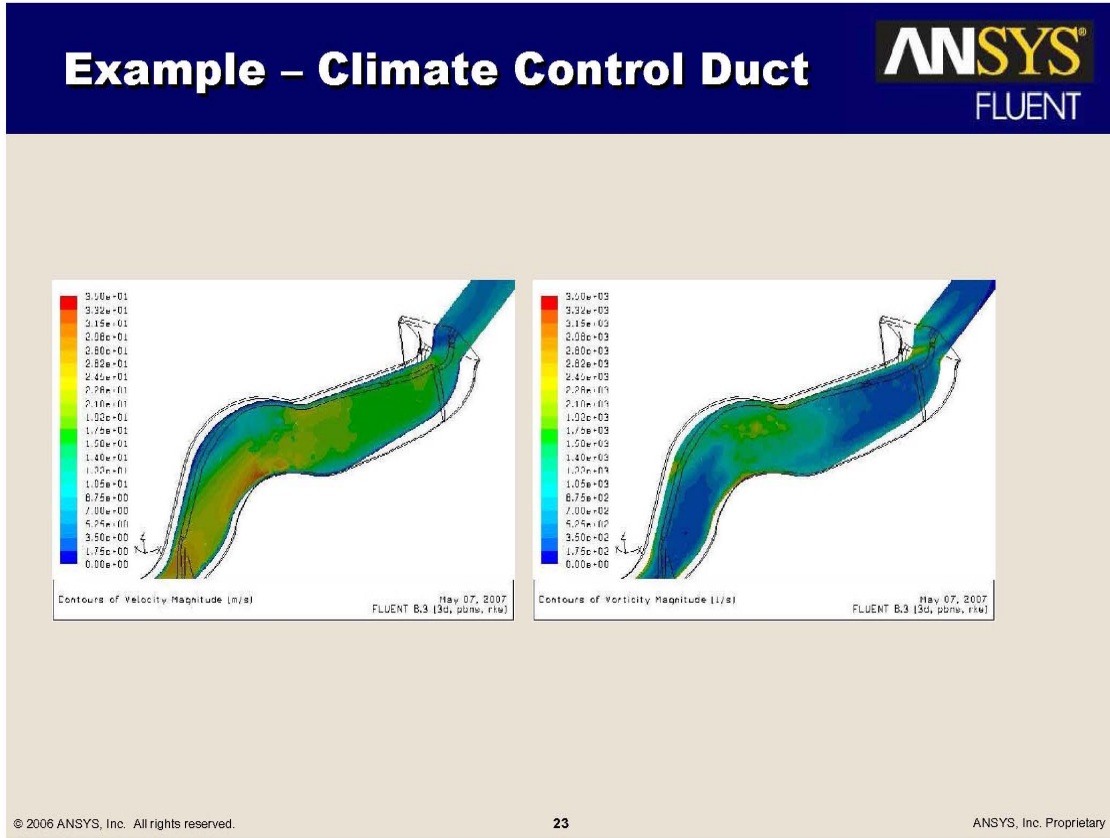 Example – Climate Control Duct
ANSYS®
FLUENT
3.50e+01
3.32e+01
3.15e+01
2.98e+01
2.80e+01
2.62e+01
2.45e+01
2.28e+01
2.10e+01
1.92e+01
1.75e+01
1.40e+01
1.22e+01
1.05e+01
8.75e+00
7.00e+00
5.25e+00
3.50e+00
1.75e+00
0.00e+00
Z
X
Contours of Velocity Magnitude (m/s)
May 07, 2007
FLUENT 6.3 (3d, pbns, rke)
3.50e+03
3.32e+03
3.15e+03
2.98e+03
2.80e+03
2.62e+03
2.45e+03
2.28e+03
2.10e+03
1.92e+03
1.75e+03
1.40e+03
1.22e+03
1.05e+03
8.75e+02
7.00e+02
5.25e+02
3.50e+02
1.75e+02
0.00e+00
Z
X
Contours of Vorticity Magnitude (1/s)
May 07, 2007
FLUENT 6.3 (3d, pbns, rke)
© 2006 ANSYS, Inc. All rights reserved.
23
ANSYS, Inc. Proprietary